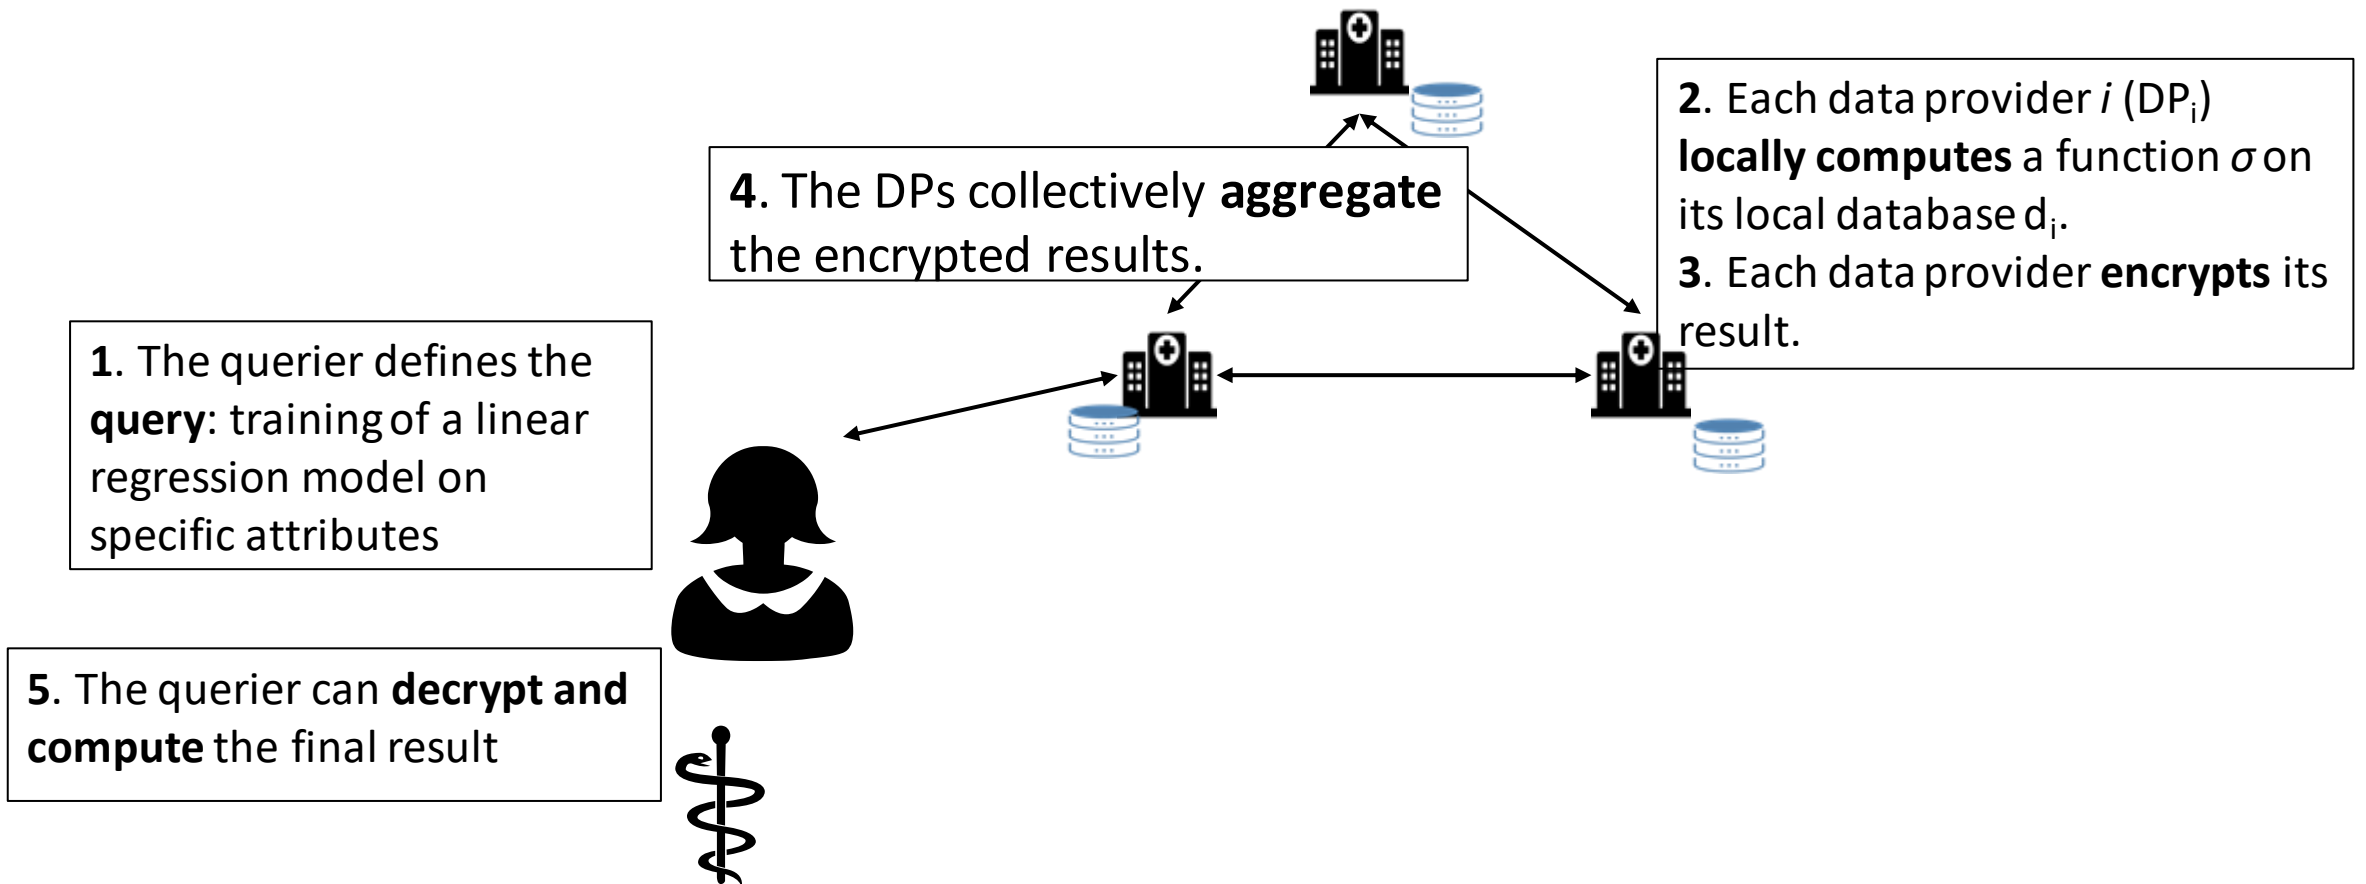 1. The querier defines the
query: training of a linear
regression model on
specific attributes
2. Each data provider i (DPi)
locally computes a function σ on
its local database di.
3. Each data provider encrypts its
result.
4. The DPs collectively aggregate
the encrypted results.
5. The querier can decrypt and
compute the final result